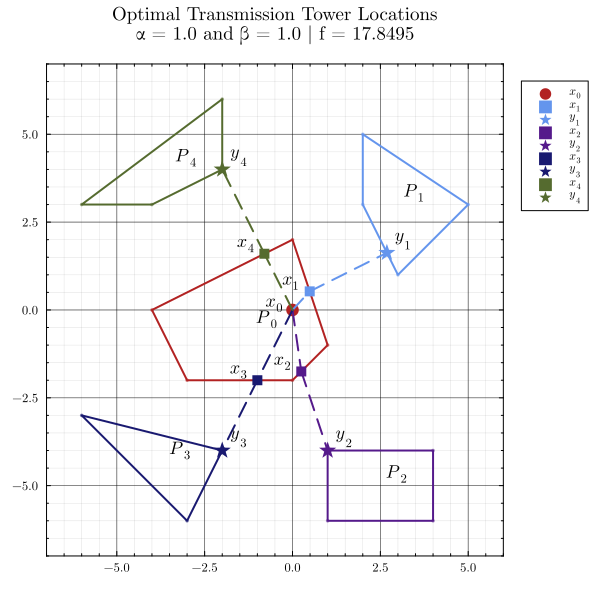 Optimal Transmission Tower Locations
α = 1.0 and β = 1.0 | f = 17.8495
x₀
x₁
y₁
x₂
y₂
x₃
y₃
x₄
y₄
5.0
2.5
0.0
−2.5
−5.0
P₄
y₄
P₁
y₁
x₄
x₁
x₀
P₀
x₃
x₂
y₃
P₃
y₂
P₂
−5.0 −2.5 0.0 2.5 5.0